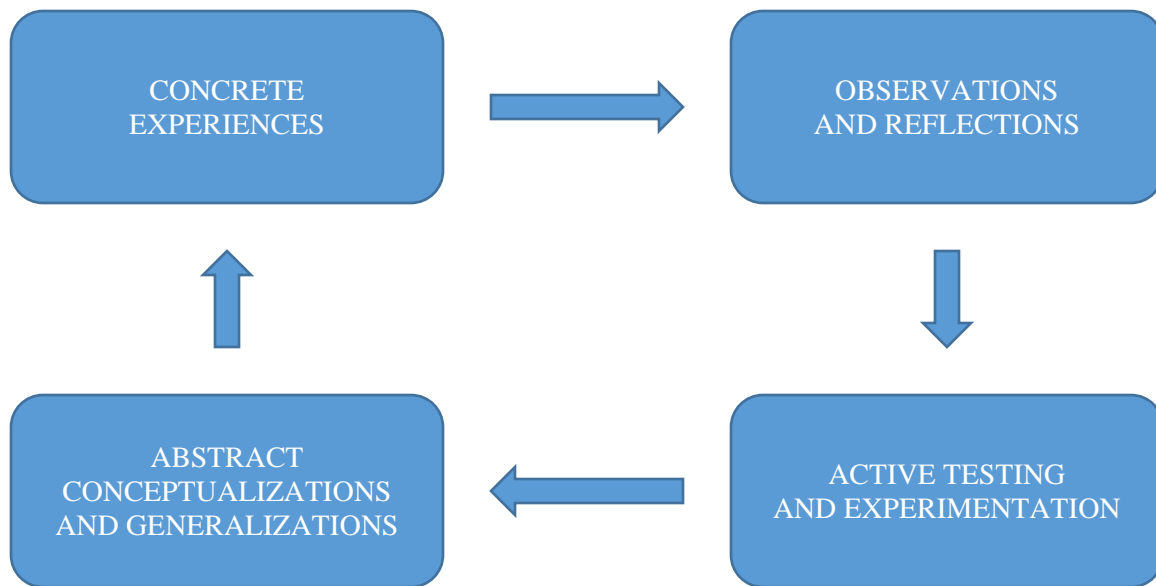 CONCRETE
EXPERIENCES
OBSERVATIONS
AND REFLECTIONS
ACTIVE TESTING
AND EXPERIMENTATION
ABSTRACT
CONCEPTUALIZATIONS
AND GENERALIZATIONS